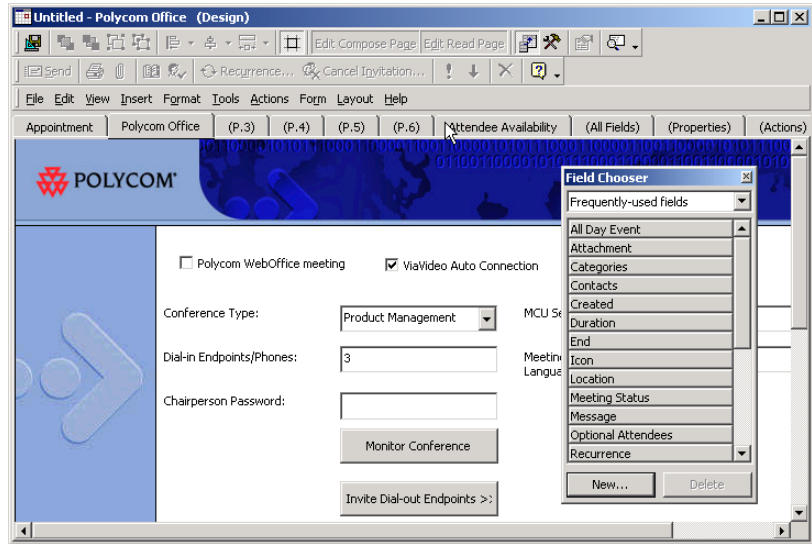 Untitled - Polycom Office (Design)
Edit Compose Page Edit Read Page
Send Recurrence... Cancel Invitation...
File Edit View Insert Format Tools Actions Form Layout Help
Appointment Polycom Office (P.3) (P.4) (P.5) (P.6) Attendee Availability (All Fields) (Properties) (Actions)
POLYCOM
Field Chooser
Frequently-used fields
All Day Event
Attachment
Categories
Contacts
Created
Duration
End
Icon
Location
Meeting Status
Message
Optional Attendees
Recurrence
New... Delete
Polycom WebOffice meeting ViaVideo Auto Connection
Conference Type: Product Management MCU Se
Dial-in Endpoints/Phones: 3 Meetin
Langua
Chairperson Password:
Monitor Conference
Invite Dial-out Endpoints >: